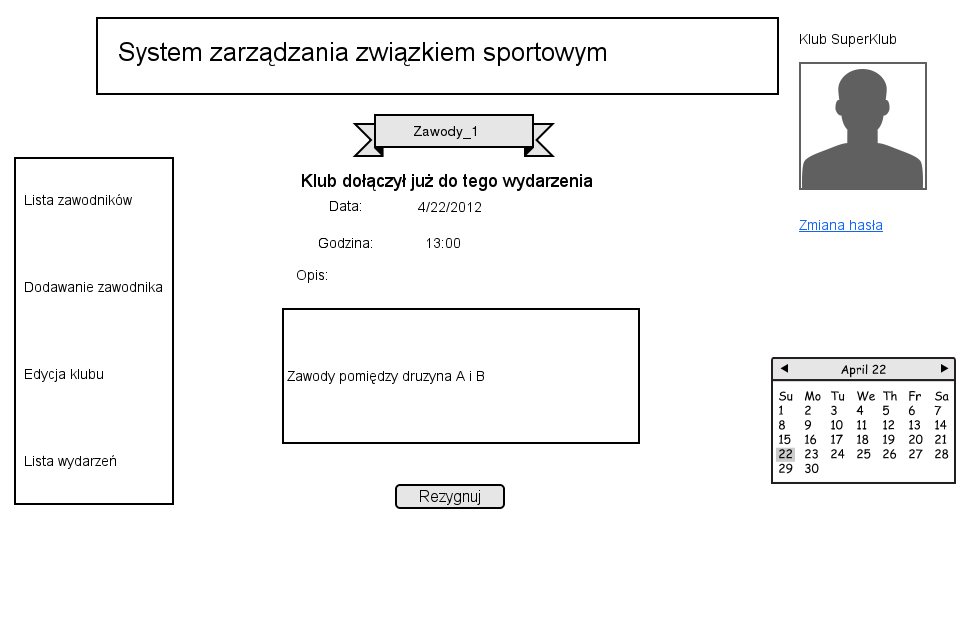 System zarządzania związkiem sportowym
Klub SuperKlub
Zmiana hasła
Zawody_1
Klub dołączył już do tego wydarzenia
Data: 4/22/2012
Godzina: 13:00
Opis:
Zawody pomiędzy druzyna A i B
Rezygnuj
Lista zawodników
Dodawanie zawodnika
Edycja klubu
Lista wydarzeń
April 22
Su Mo Tu We Th Fr Sa
1 2 3 4 5 6 7
8 9 10 11 12 13 14
15 16 17 18 19 20 21
22 23 24 25 26 27 28
29 30